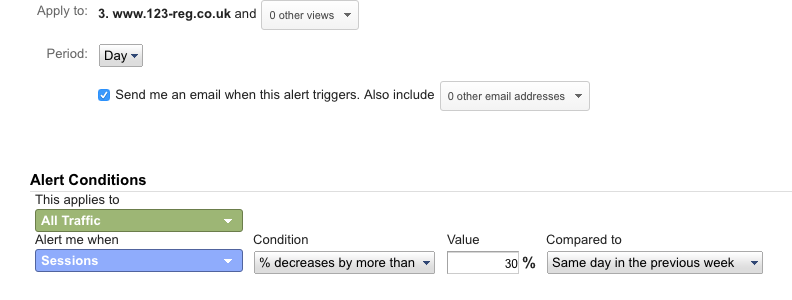 Apply to: 3. www.123-reg.co.uk and 0 other views
Period: Day
Send me an email when this alert triggers. Also include 0 other email addresses
Alert Conditions
This applies to
All Traffic
Alert me when Condition Value Compared to
Sessions % decreases by more than 30 % Same day in the previous week